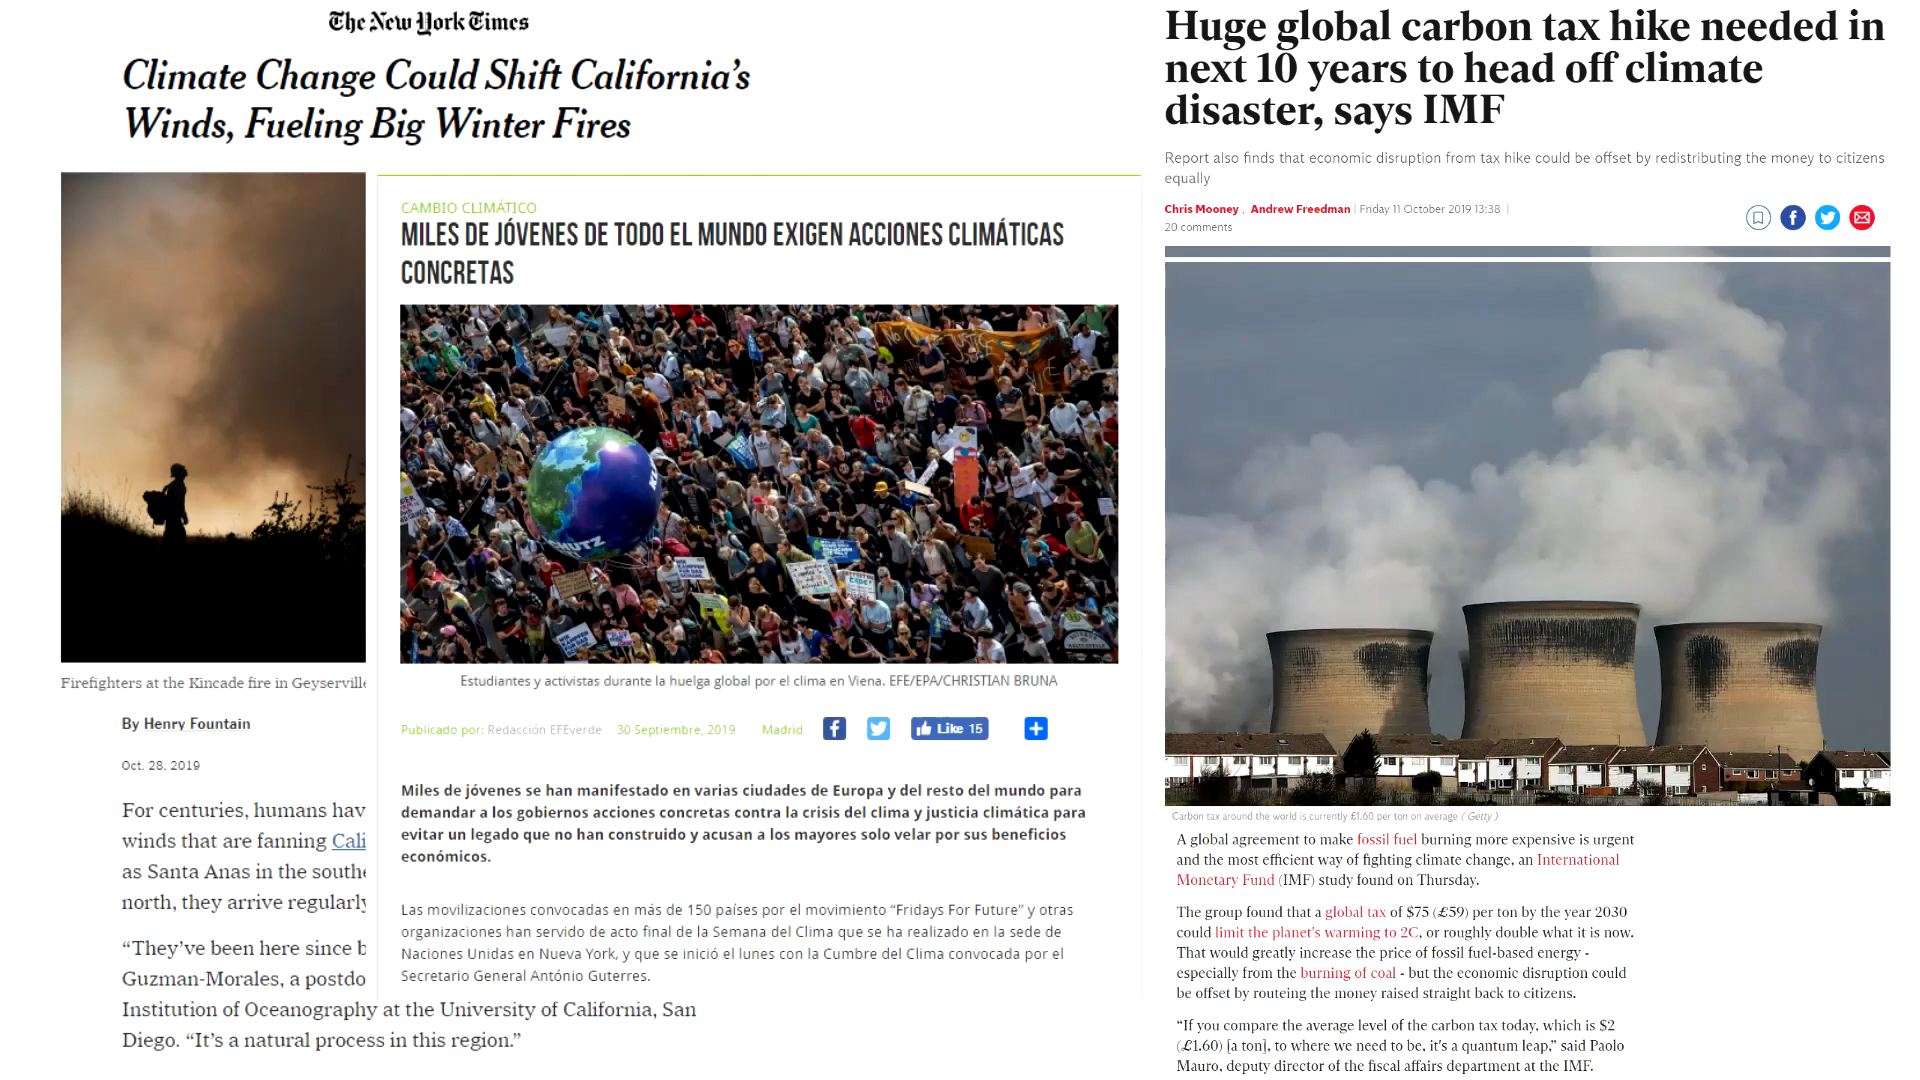 The New York Times
Climate Change Could Shift California's
Winds, Fueling Big Winter Fires
Firefighters at the Kincade fire in Geyserville
By Henry Fountain
Oct. 28, 2019
For centuries, humans hav
winds that are fanning Cali
as Santa Anas in the southe
north, they arrive regularly
“They’ve been here since b
Guzman-Morales, a postdo
Institution of Oceanography at the University of California, San
Diego. “It’s a natural process in this region.”
CAMBIO CLIMÁTICO
MILES DE JÓVENES DE TODO EL MUNDO EXIGEN ACCIONES CLIMÁTICAS
CONCRETAS
Estudiantes y activistas durante la huelga global por el clima en Viena. EFE/EPA/CHRISTIAN BRUNA
Publicado por: Redacción EFEverde 30 Septiembre, 2019 Madrid Like 15
Miles de jóvenes se han manifestado en varias ciudades de Europa y del resto del mundo para
demandar a los gobiernos acciones concretas contra la crisis del clima y justicia climática para
evitar un legado que no han construido y acusan a los mayores solo velar por sus beneficios
económicos.
Las movilizaciones convocadas en más de 150 países por el movimiento “Fridays For Future” y otras
organizaciones han servido de acto final de la Semana del Clima que se ha realizado en la sede de
Naciones Unidas en Nueva York, y que se inició el lunes con la Cumbre del Clima convocada por el
Secretario General António Guterres.
Huge global carbon tax hike needed in
next 10 years to head off climate
disaster, says IMF
Report also finds that economic disruption from tax hike could be offset by redistributing the money to citizens
equally
Chris Mooney , Andrew Freedman | Friday 11 October 2019 13:38 |
20 comments
Carbon tax around the world is currently £1.60 per ton on average ( Getty )
A global agreement to make fossil fuel burning more expensive is urgent
and the most efficient way of fighting climate change, an International
Monetary Fund (IMF) study found on Thursday.
The group found that a global tax of $75 (£59) per ton by the year 2030
could limit the planet's warming to 2C, or roughly double what it is now.
That would greatly increase the price of fossil fuel-based energy -
especially from the burning of coal - but the economic disruption could
be offset by routeing the money raised straight back to citizens.
“If you compare the average level of the carbon tax today, which is $2
(£1.60) [a ton], to where we need to be, it's a quantum leap,” said Paolo
Mauro, deputy director of the fiscal affairs department at the IMF.